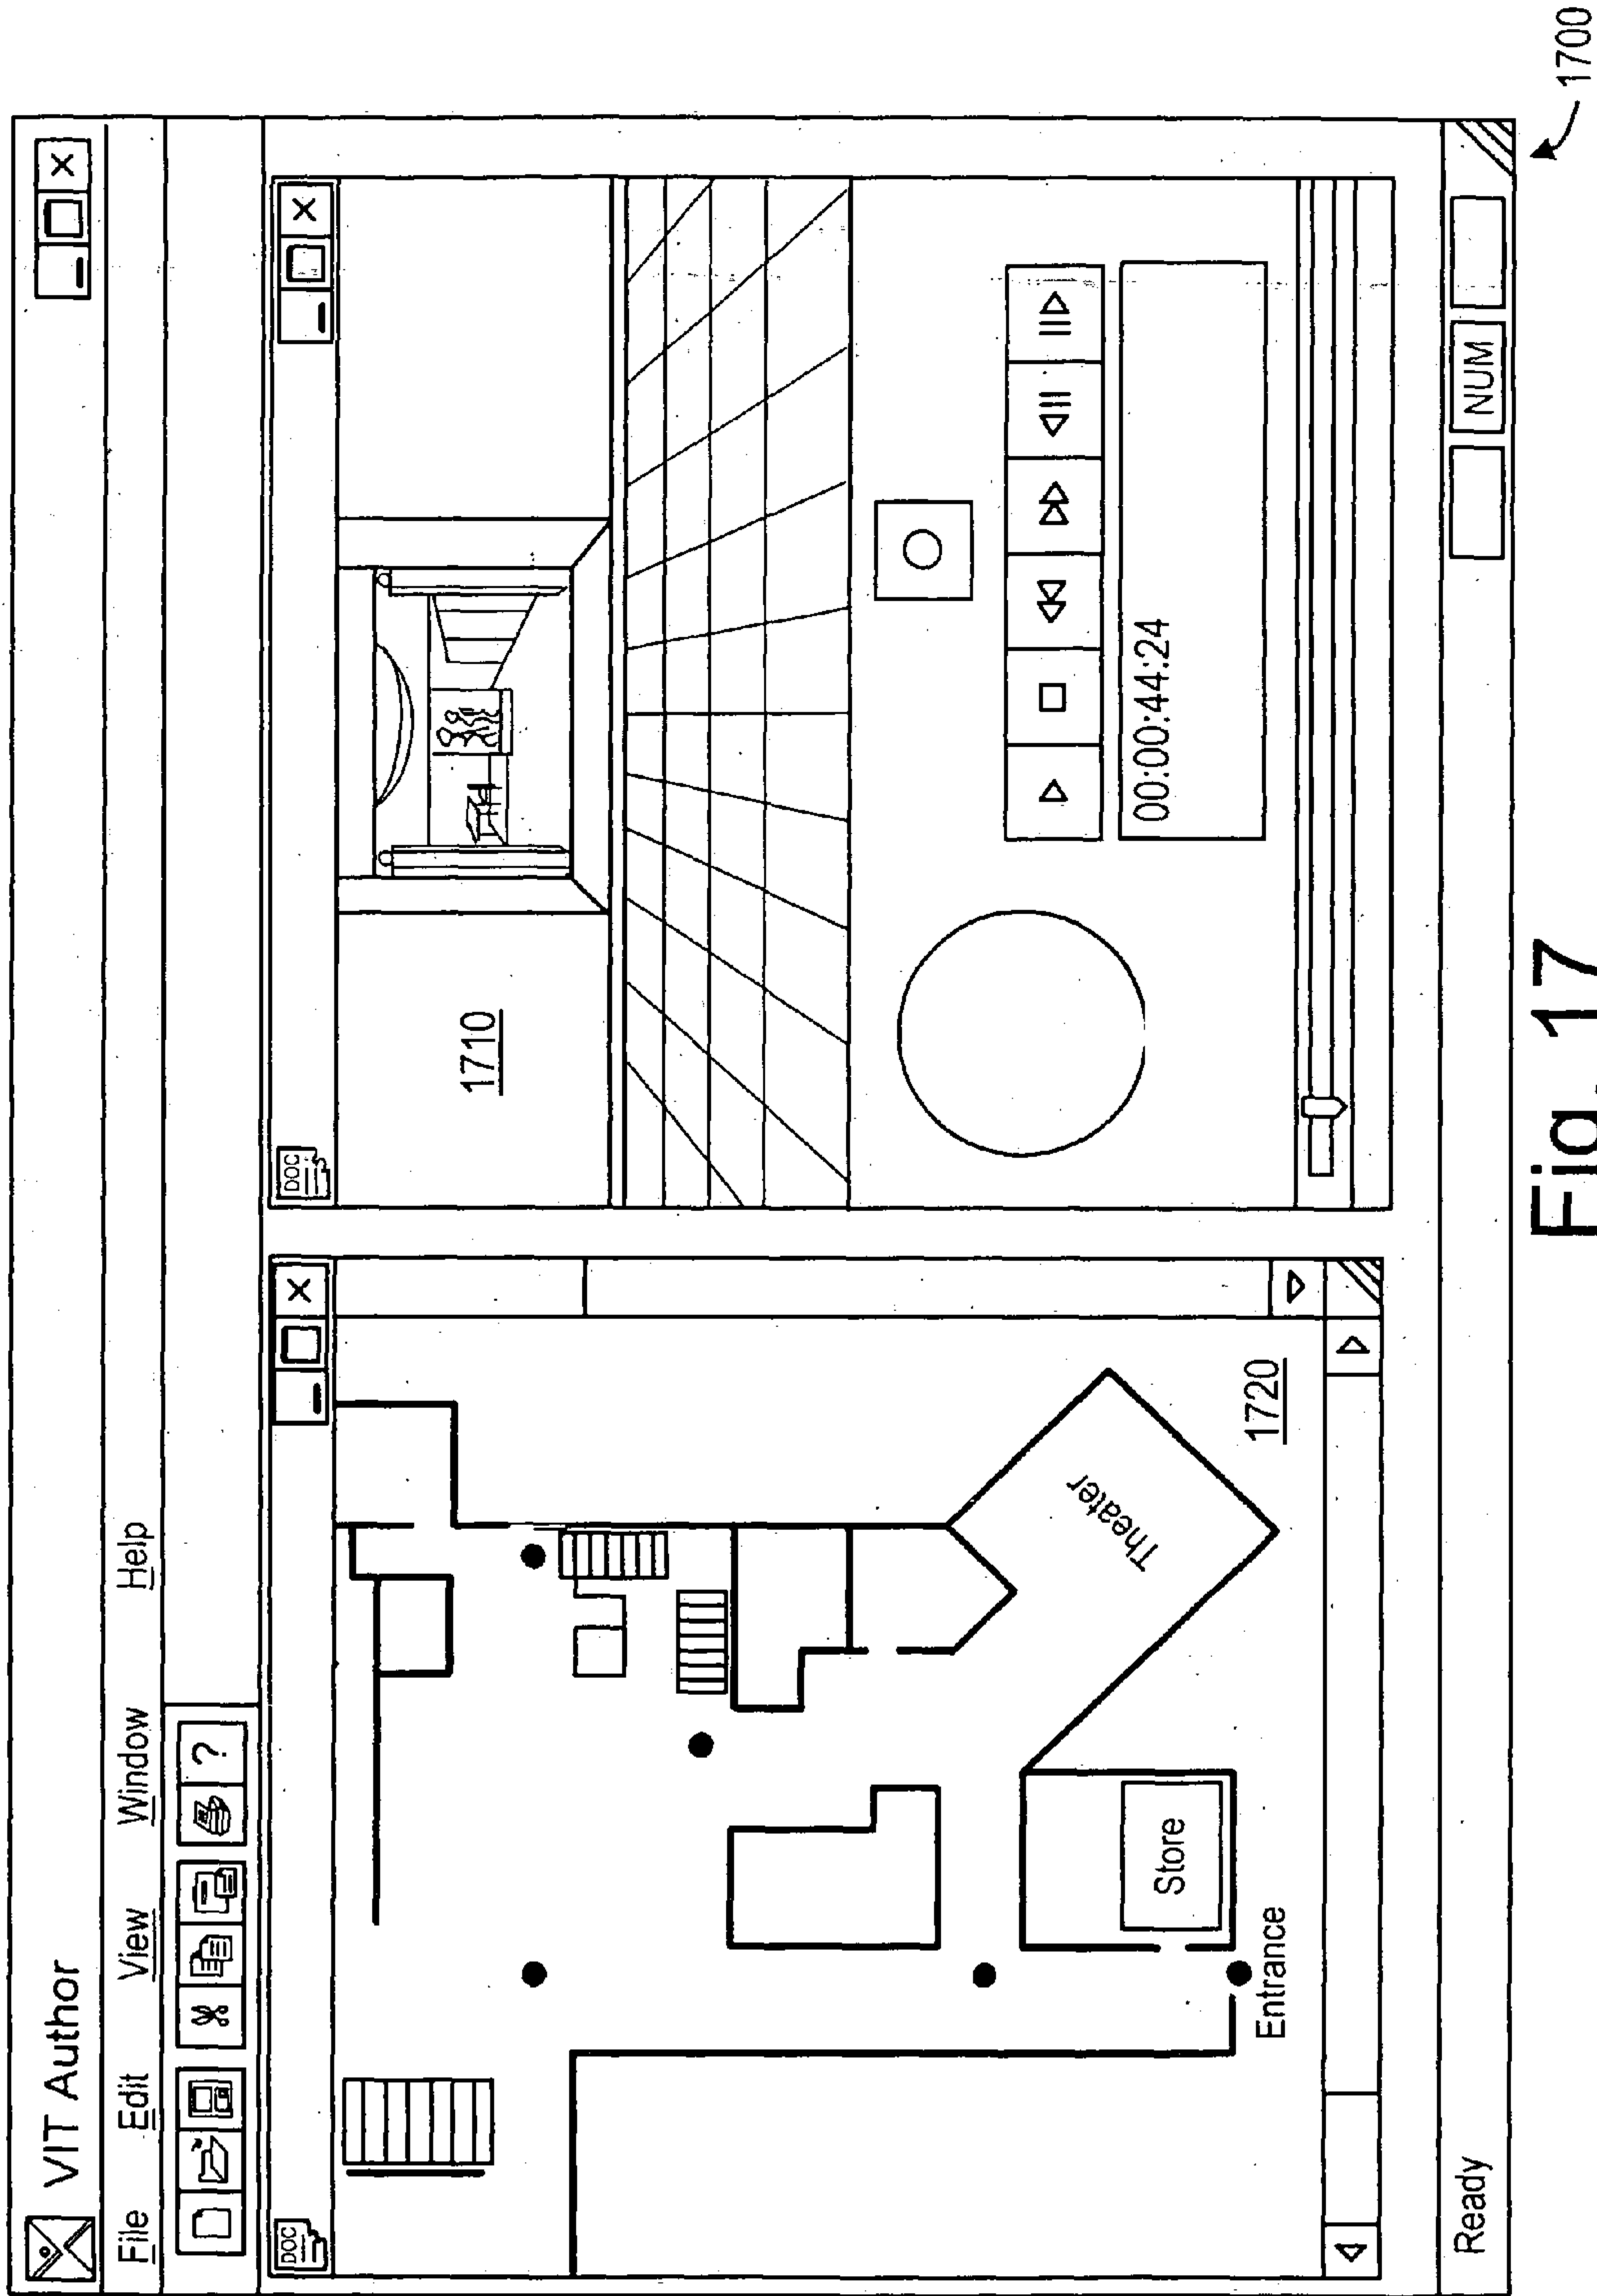 VIT Author
File Edit View Window Help
?
DOC
1720
Theater
Store
Entrance
DOC
1710
00:00:44:24
Ready
NUM
1700
Fig. 17